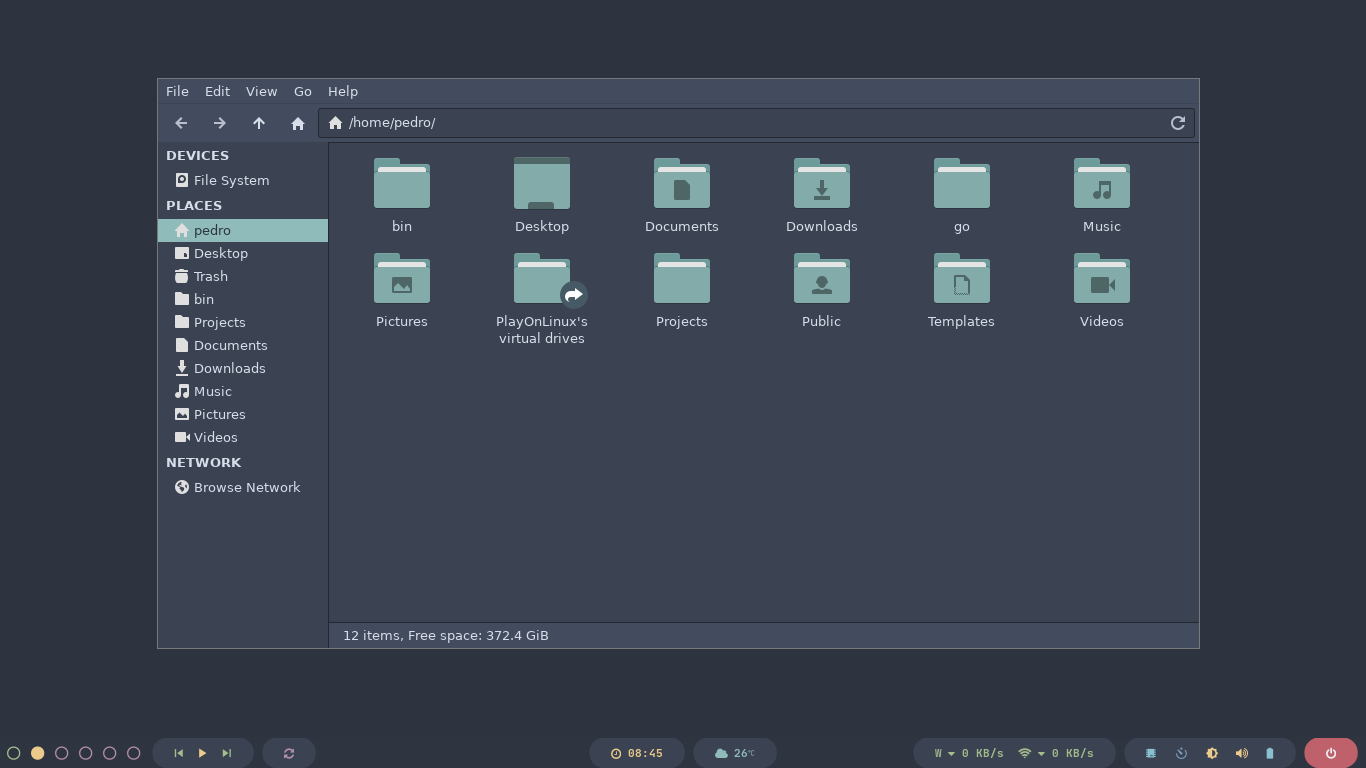 File Edit View Go Help
/home/pedro/
DEVICES
File System
PLACES
pedro
Desktop
Trash
bin
Projects
Documents
Downloads
Music
Pictures
Videos
NETWORK
Browse Network
bin Desktop Documents Downloads go Music
Pictures PlayOnLinux's Projects Public Templates Videos
virtual drives
12 items, Free space: 372.4 GiB
08:45 26°C W 0 KB/s 0 KB/s